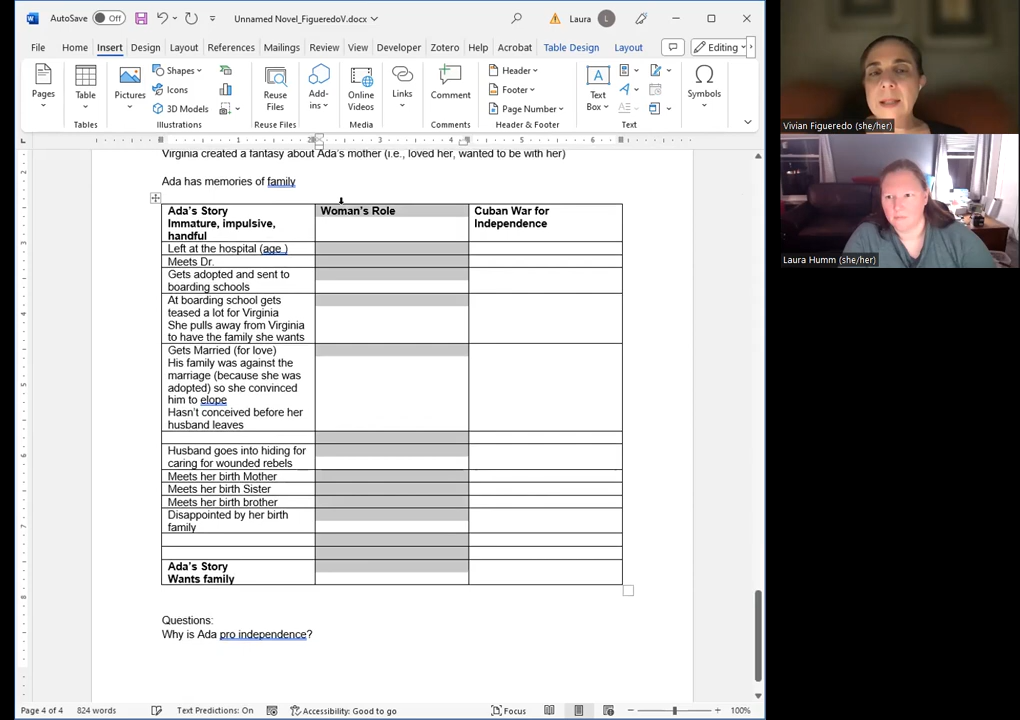 AutoSave Off Unnamed Novel_FigueredoV.docx Laura L
File Home Insert Design Layout References Mailings Review View Developer Zotero Help Acrobat Table Design Layout Editing
Pages
Table
Pictures
Shapes
Icons
3D Models
Reuse Files
Add-ins
Online Videos
Links
Comment
Header
Footer
Page Number
Text Box
Symbols
Tables Illustrations Reuse Files Media Comments Header & Footer Text
Virginia created a fantasy about Ada's mother (i.e., loved her, wanted to be with her)
Ada has memories of family
Ada's Story
Immature, impulsive,
handful
Woman's Role
Cuban War for
Independence
Left at the hospital (age )
Meets Dr.
Gets adopted and sent to
boarding schools
At boarding school gets
teased a lot for Virginia
She pulls away from Virginia
to have the family she wants
Gets Married (for love)
His family was against the
marriage (because she was
adopted) so she convinced
him to elope
Hasn't conceived before her
husband leaves
Husband goes into hiding for
caring for wounded rebels
Meets her birth Mother
Meets her birth Sister
Meets her birth brother
Disappointed by her birth
family
Ada's Story
Wants family
Questions:
Why is Ada pro independence?
Page 4 of 4 824 words Text Predictions: On Accessibility: Good to go Focus 100%
Vivian Figueredo (she/her)
Laura Humm (she/her)